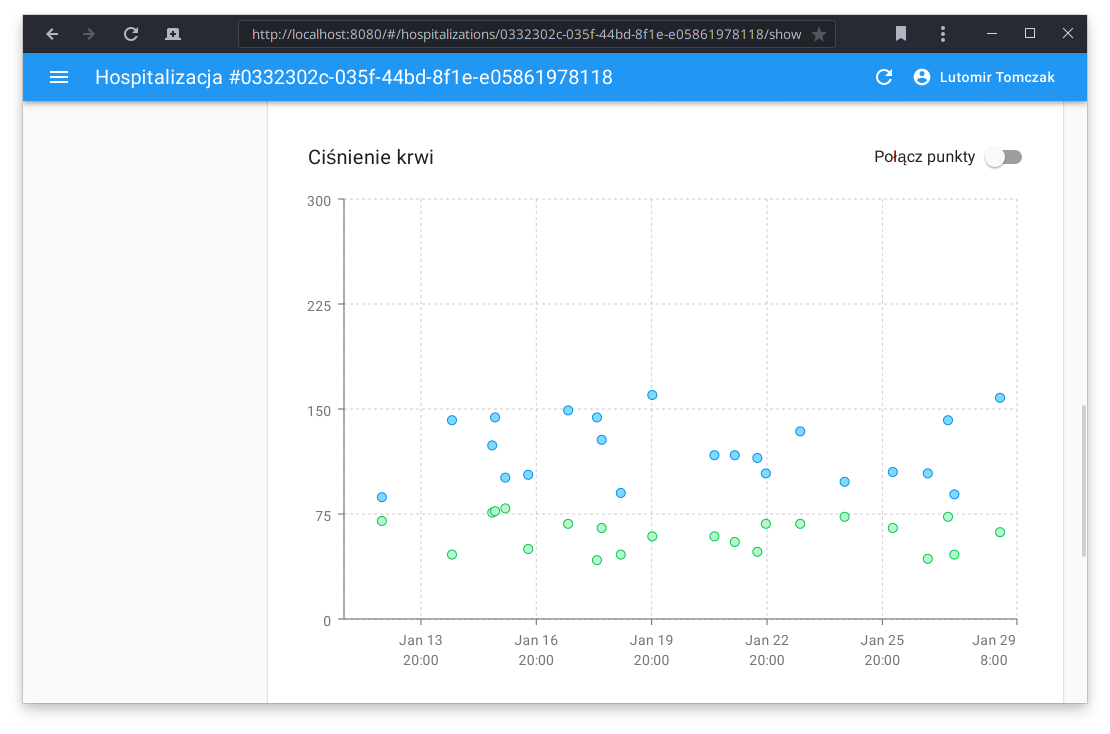 http://localhost:8080/#/hospitalizations/0332302c-035f-44bd-8f1e-e05861978118/show
Hospitalizacja #0332302c-035f-44bd-8f1e-e05861978118
Lutomir Tomczak
Ciśnienie krwi
Połącz punkty
300
225
150
75
0
Jan 13 Jan 16 Jan 19 Jan 22 Jan 25 Jan 29
20:00 20:00 20:00 20:00 20:00 8:00